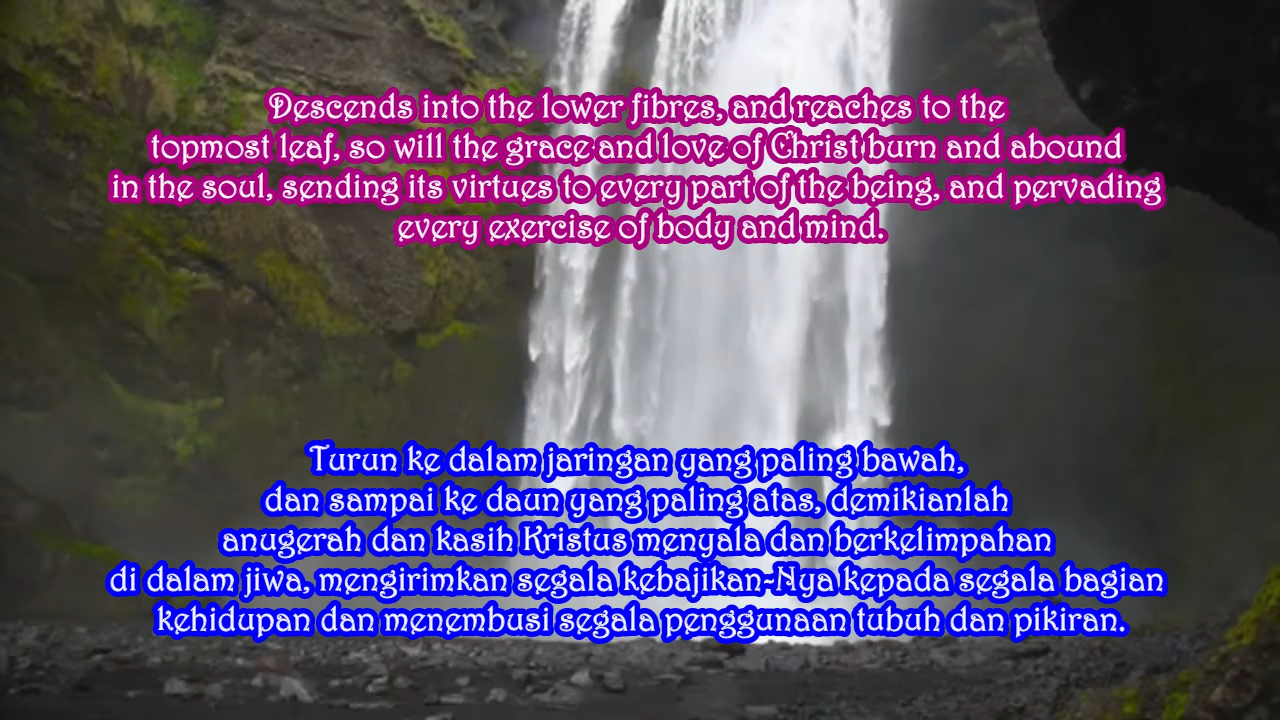 Descends into the lower fibres, and reaches to the
topmost leaf, so will the grace and love of Christ burn and abound
in the soul, sending its virtues to every part of the being, and pervading
every exercise of body and mind.
Turun ke dalam jaringan yang paling bawah,
dan sampai ke daun yang paling atas, demikianlah
anugerah dan kasih Kristus menyala dan berkelimpahan
di dalam jiwa, mengirimkan segala kebajikan-Nya kepada segala bagian
kehidupan dan menembusi segala penggunaan tubuh dan pikiran.